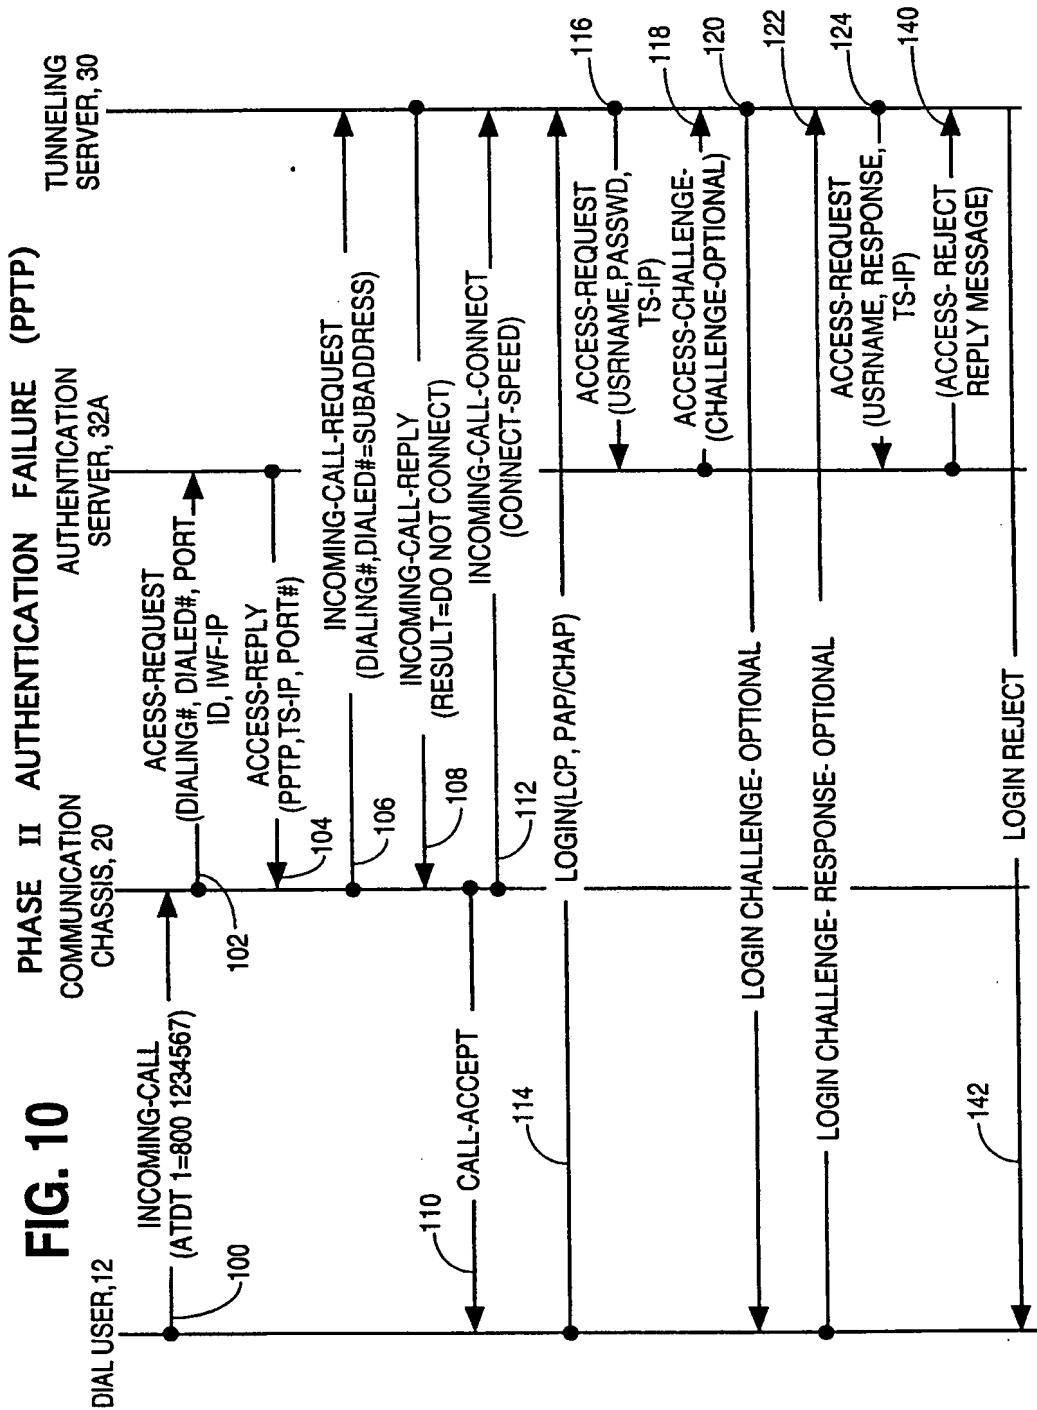 FIG. 10
PHASE II AUTHENTICATION FAILURE (PPTP)
DIAL USER,12
COMMUNICATION
CHASSIS, 20
AUTHENTICATION
SERVER, 32A
TUNNELING
SERVER, 30
INCOMING-CALL
(ATDT 1=800 1234567)
100
ACESS-REQUEST
(DIALING#, DIALED#, PORT
ID, IWF-IP
102
ACCESS-REPLY
(PPTP,TS-IP, PORT#)
104
INCOMING-CALL-REQUEST
(DIALING#,DIALED#=SUBADDRESS)
106
INCOMING-CALL-REPLY
(RESULT=DO NOT CONNECT)
108
CALL-ACCEPT
110
INCOMING-CALL-CONNECT
(CONNECT-SPEED)
112
LOGIN(LCP, PAP/CHAP)
114
ACCESS-REQUEST
(USRNAME,PASSWD,
TS-IP)
116
ACCESS-CHALLENGE-
(CHALLENGE-OPTIONAL)
118
LOGIN CHALLENGE- OPTIONAL
120
LOGIN CHALLENGE- RESPONSE- OPTIONAL
122
ACCESS-REQUEST
(USRNAME, RESPONSE,
TS-IP)
124
(ACCESS- REJECT
REPLY MESSAGE)
140
LOGIN REJECT
142